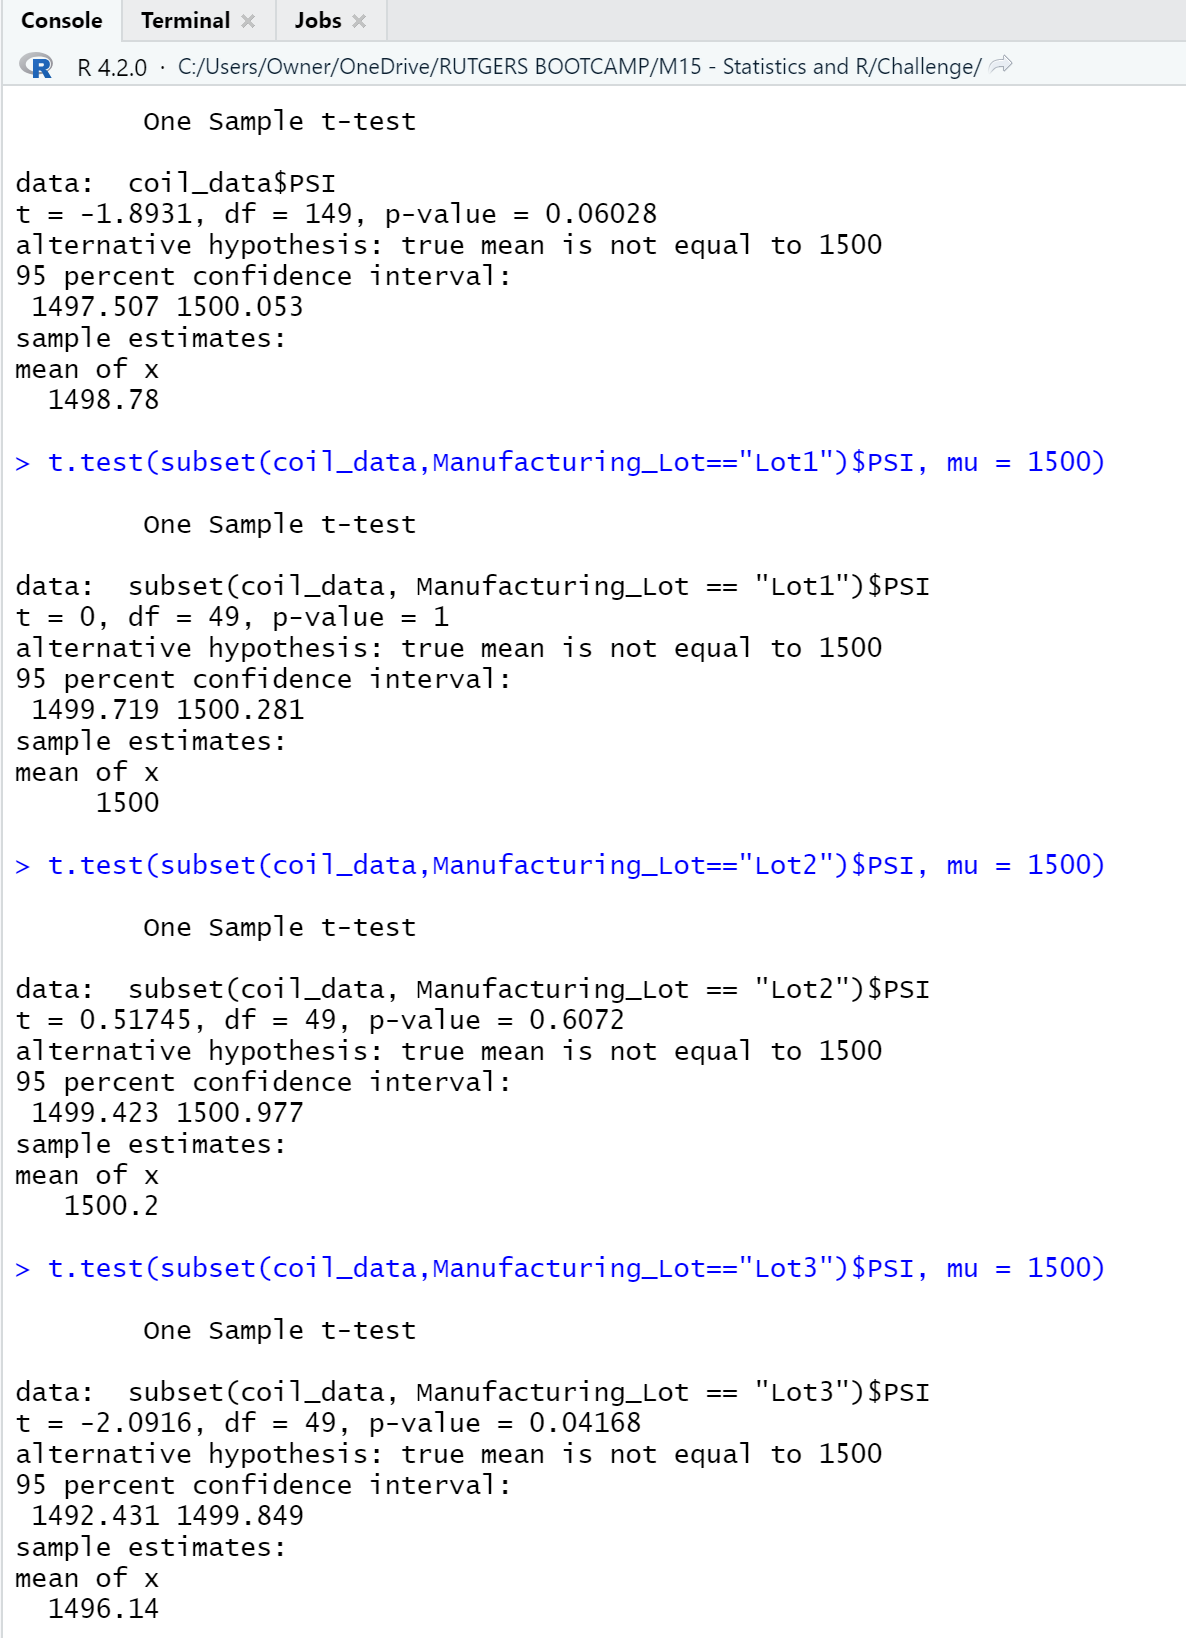 Console Terminal Jobs
R R 4.2.0 · C:/Users/Owner/OneDrive/RUTGERS BOOTCAMP/M15 - Statistics and R/Challenge/
One Sample t-test
data:  coil_data$PSI
t = -1.8931, df = 149, p-value = 0.06028
alternative hypothesis: true mean is not equal to 1500
95 percent confidence interval:
1497.507 1500.053
sample estimates:
mean of x
1498.78
> t.test(subset(coil_data,Manufacturing_Lot=="Lot1")$PSI, mu = 1500)
One Sample t-test
data:  subset(coil_data, Manufacturing_Lot == "Lot1")$PSI
t = 0, df = 49, p-value = 1
alternative hypothesis: true mean is not equal to 1500
95 percent confidence interval:
1499.719 1500.281
sample estimates:
mean of x
1500
> t.test(subset(coil_data,Manufacturing_Lot=="Lot2")$PSI, mu = 1500)
One Sample t-test
data:  subset(coil_data, Manufacturing_Lot == "Lot2")$PSI
t = 0.51745, df = 49, p-value = 0.6072
alternative hypothesis: true mean is not equal to 1500
95 percent confidence interval:
1499.423 1500.977
sample estimates:
mean of x
1500.2
> t.test(subset(coil_data,Manufacturing_Lot=="Lot3")$PSI, mu = 1500)
One Sample t-test
data:  subset(coil_data, Manufacturing_Lot == "Lot3")$PSI
t = -2.0916, df = 49, p-value = 0.04168
alternative hypothesis: true mean is not equal to 1500
95 percent confidence interval:
1492.431 1499.849
sample estimates:
mean of x
1496.14